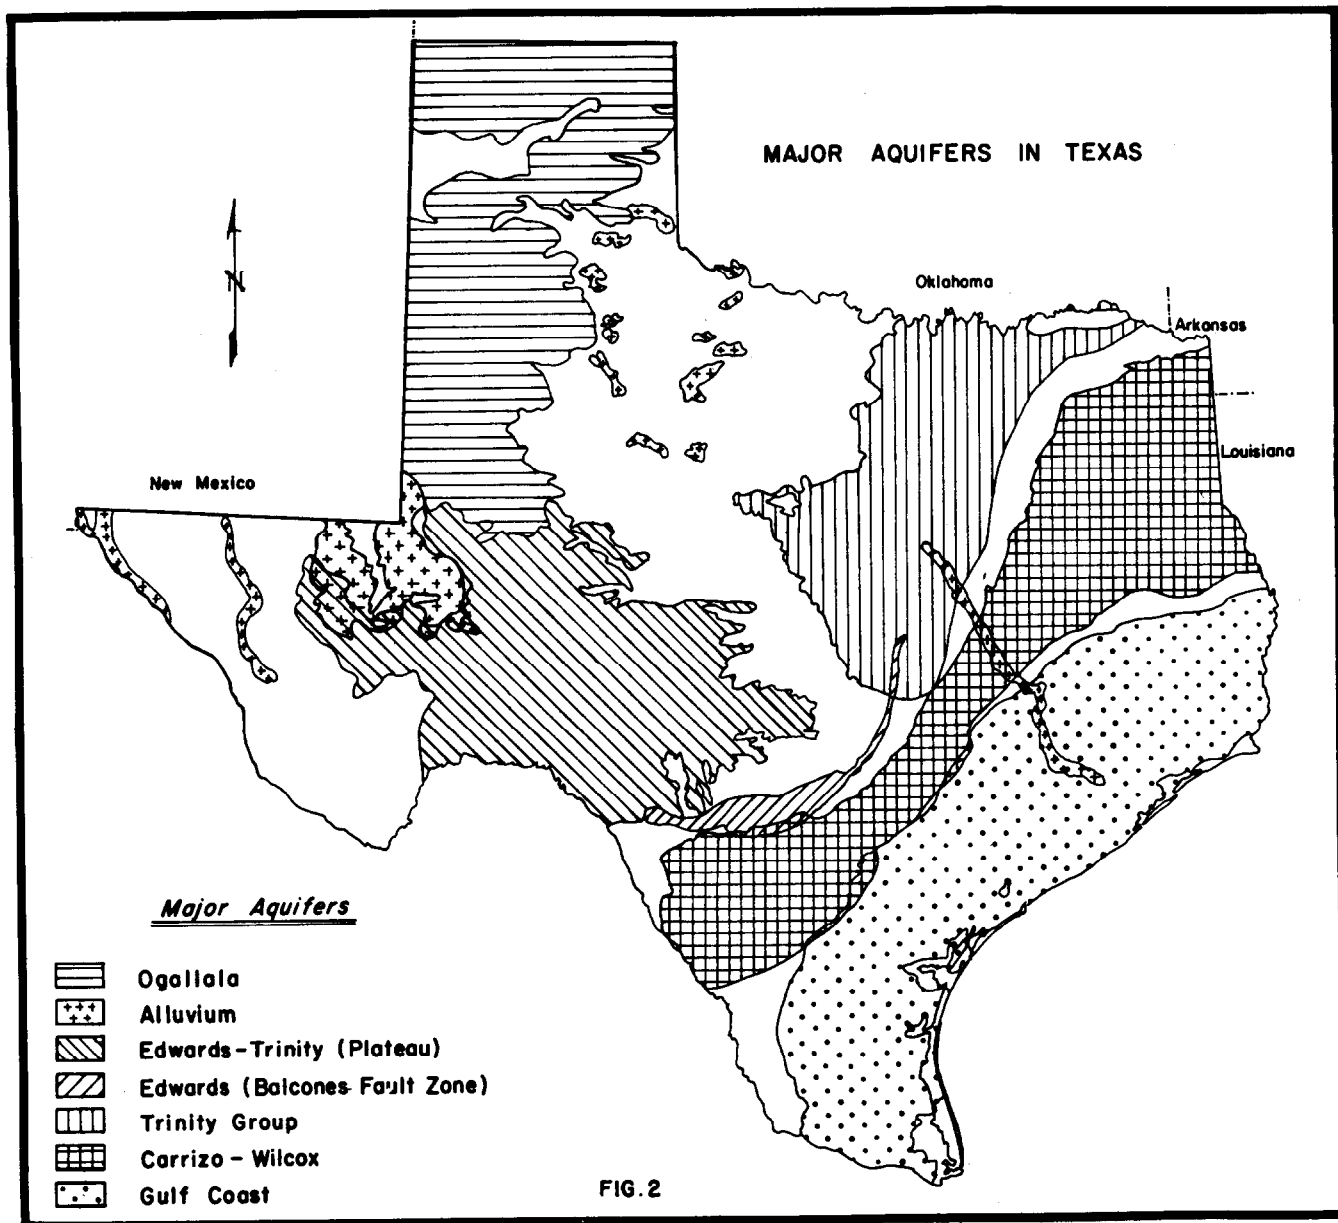 MAJOR AQUIFERS IN TEXAS
N
Oklahoma
Arkansas
Louisiana
New Mexico
Major Aquifers
Ogallala
Alluvium
Edwards-Trinity (Plateau)
Edwards (Balcones Fault Zone)
Trinity Group
Carrizo - Wilcox
Gulf Coast
FIG. 2